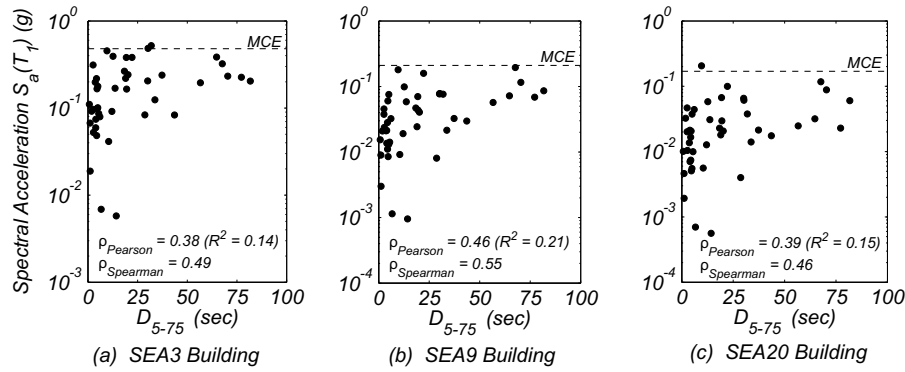 Spectral Acceleration S_a(T_1) (g)
10^0
10^-1
10^-2
10^-3
MCE
ρ_Pearson = 0.38 (R^2 = 0.14)
ρ_Spearman = 0.49
0 25 50 75 100
D_5-75 (sec)
(a) SEA3 Building
10^0
10^-1
10^-2
10^-3
10^-4
MCE
ρ_Pearson = 0.46 (R^2 = 0.21)
ρ_Spearman = 0.55
0 25 50 75 100
D_5-75 (sec)
(b) SEA9 Building
10^0
10^-1
10^-2
10^-3
10^-4
MCE
ρ_Pearson = 0.39 (R^2 = 0.15)
ρ_Spearman = 0.46
0 25 50 75 100
D_5-75 (sec)
(c) SEA20 Building